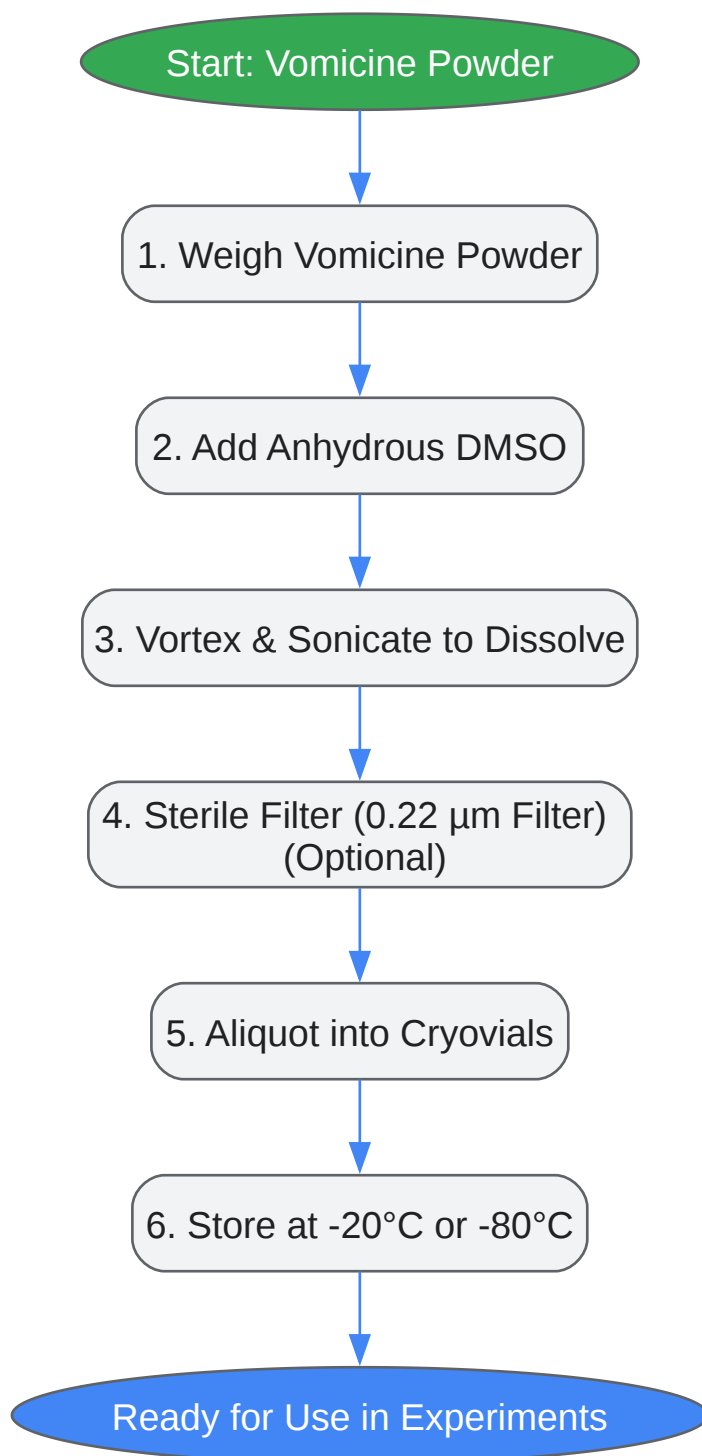 Start: Vomicine Powder
1. Weigh Vomicine Powder
2. Add Anhydrous DMSO
3. Vortex & Sonicate to Dissolve
4. Sterile Filter (0.22 µm Filter)
(Optional)
5. Aliquot into Cryovials
6. Store at -20°C or -80°C
Ready for Use in Experiments